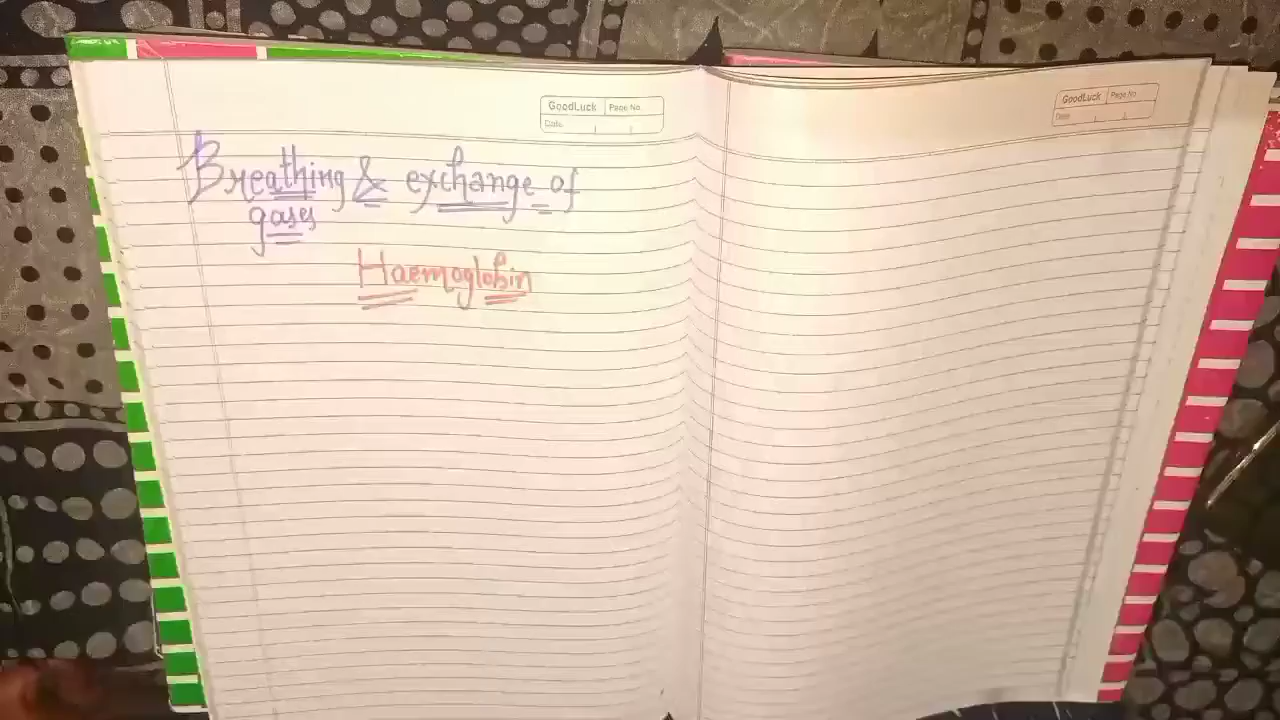 GoodLuck Page No.
Date
Breathing & exchange of
gases
Haemoglobin
GoodLuck Page No.
Date